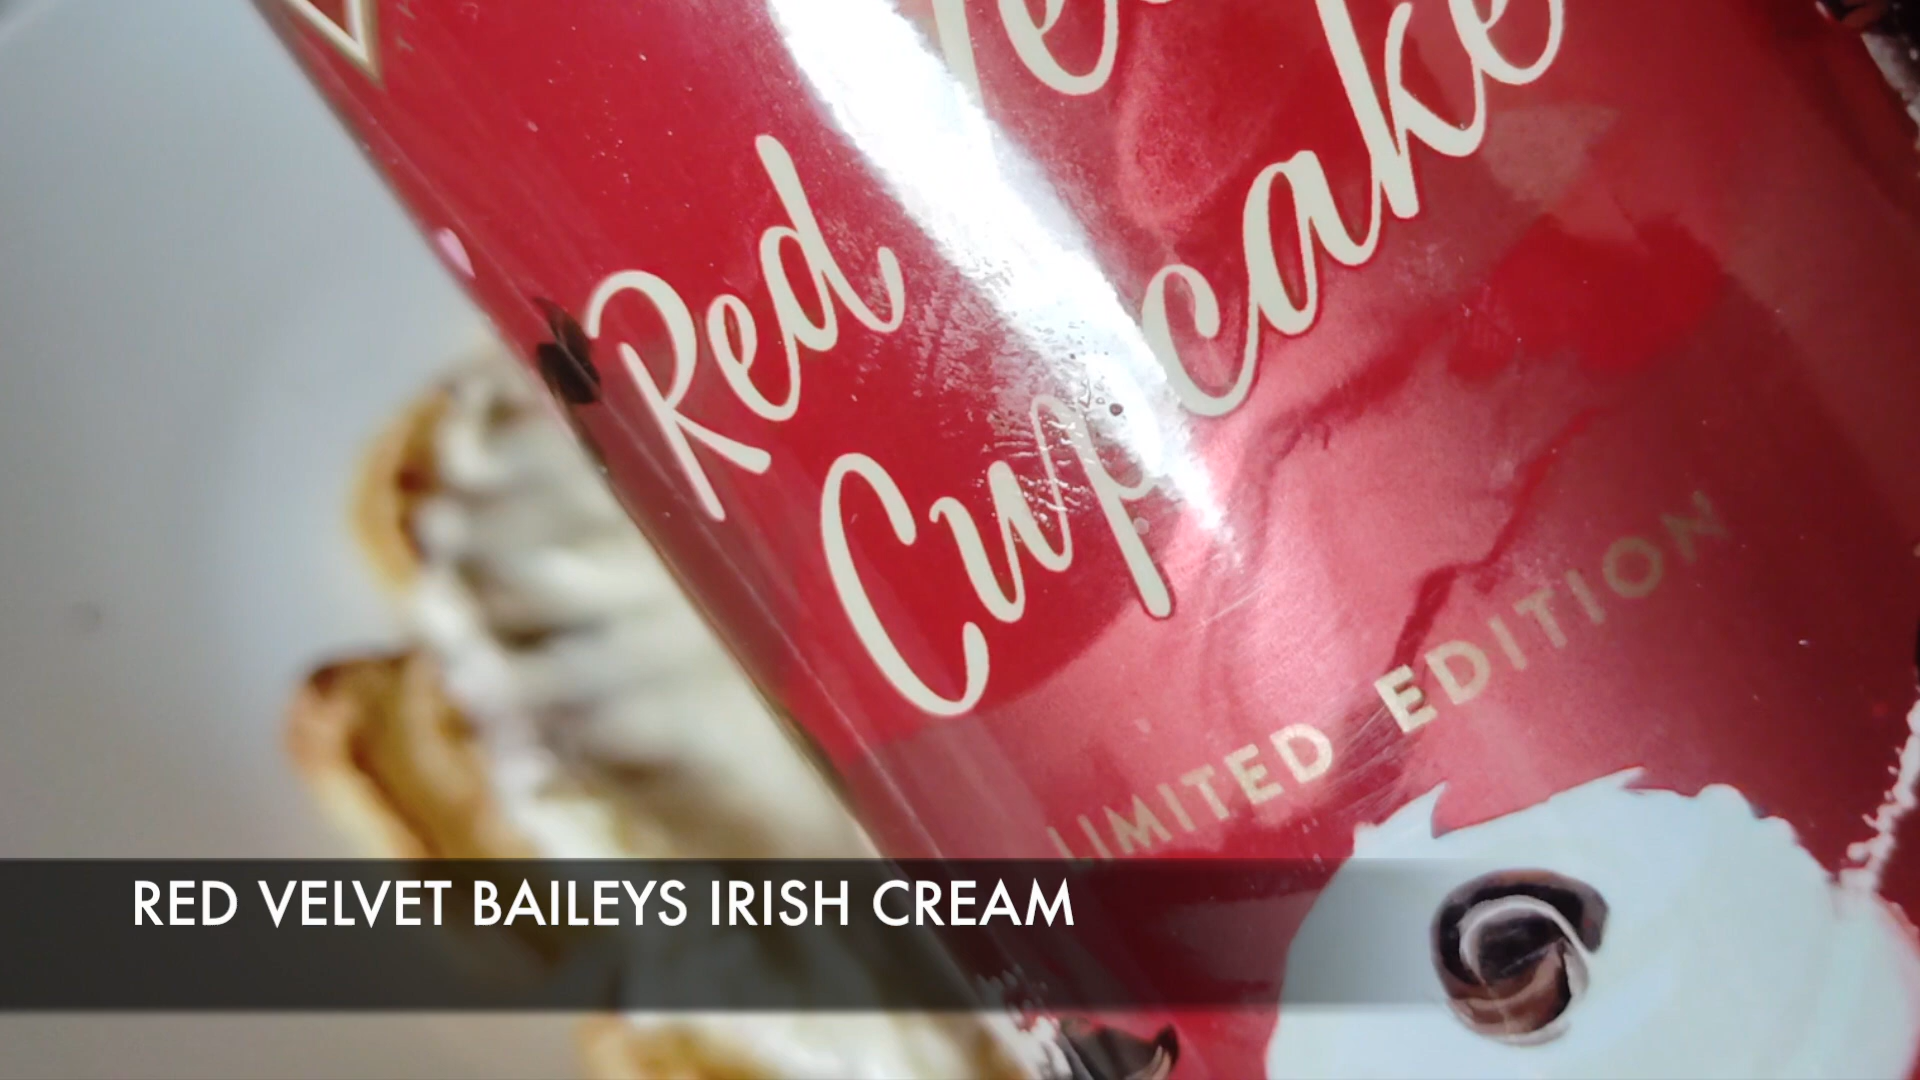 Red
Cupcake
LIMITED EDITION
RED VELVET BAILEYS IRISH CREAM